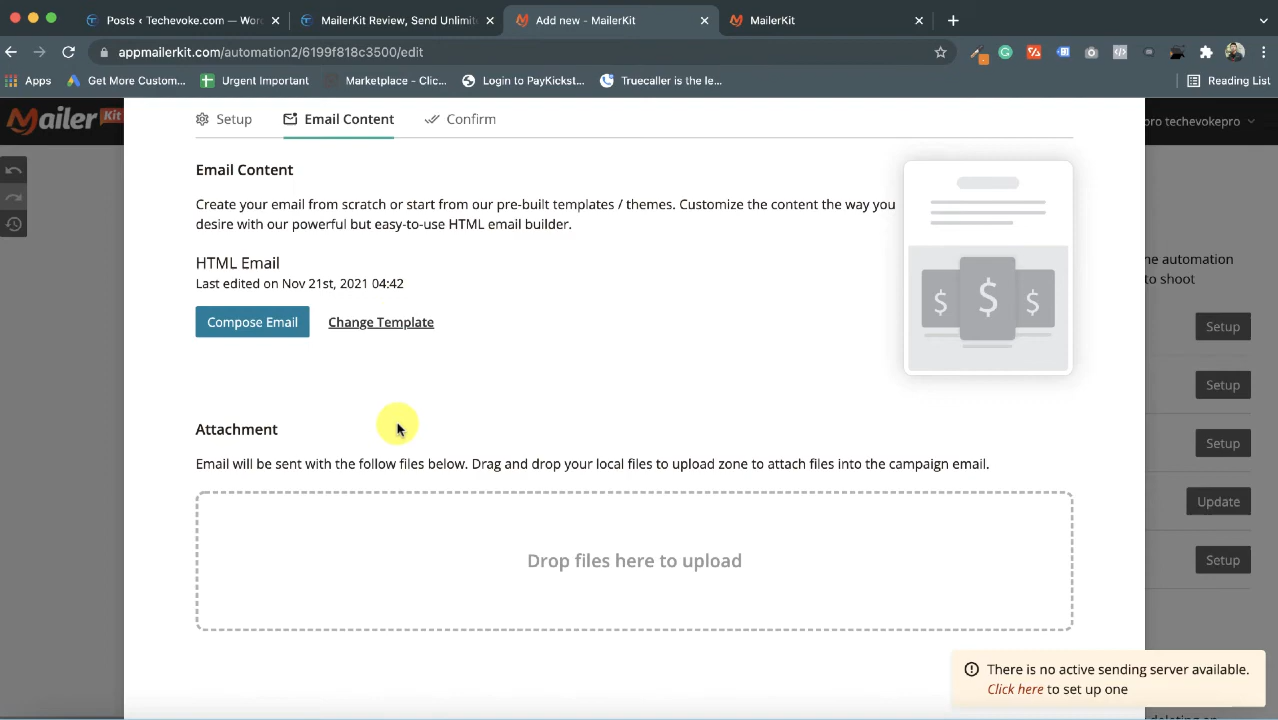 Posts ‹ Techevoke.com — Wor
MailerKit Review, Send Unlimit
Add new - MailerKit
MailerKit
appmailerkit.com/automation2/6199f818c3500/edit
Apps
Get More Custom...
Urgent Important
Marketplace - Clic...
Login to PayKickst...
Truecaller is the le...
Reading List
Mailer Kit
Setup
Email Content
Confirm
pro techevokepro
Email Content
Create your email from scratch or start from our pre-built templates / themes. Customize the content the way you
desire with our powerful but easy-to-use HTML email builder.
HTML Email
Last edited on Nov 21st, 2021 04:42
Compose Email
Change Template
$ $ $
ne automation
to shoot
Setup
Setup
Setup
Update
Setup
Attachment
Email will be sent with the follow files below. Drag and drop your local files to upload zone to attach files into the campaign email.
Drop files here to upload
There is no active sending server available.
Click here to set up one